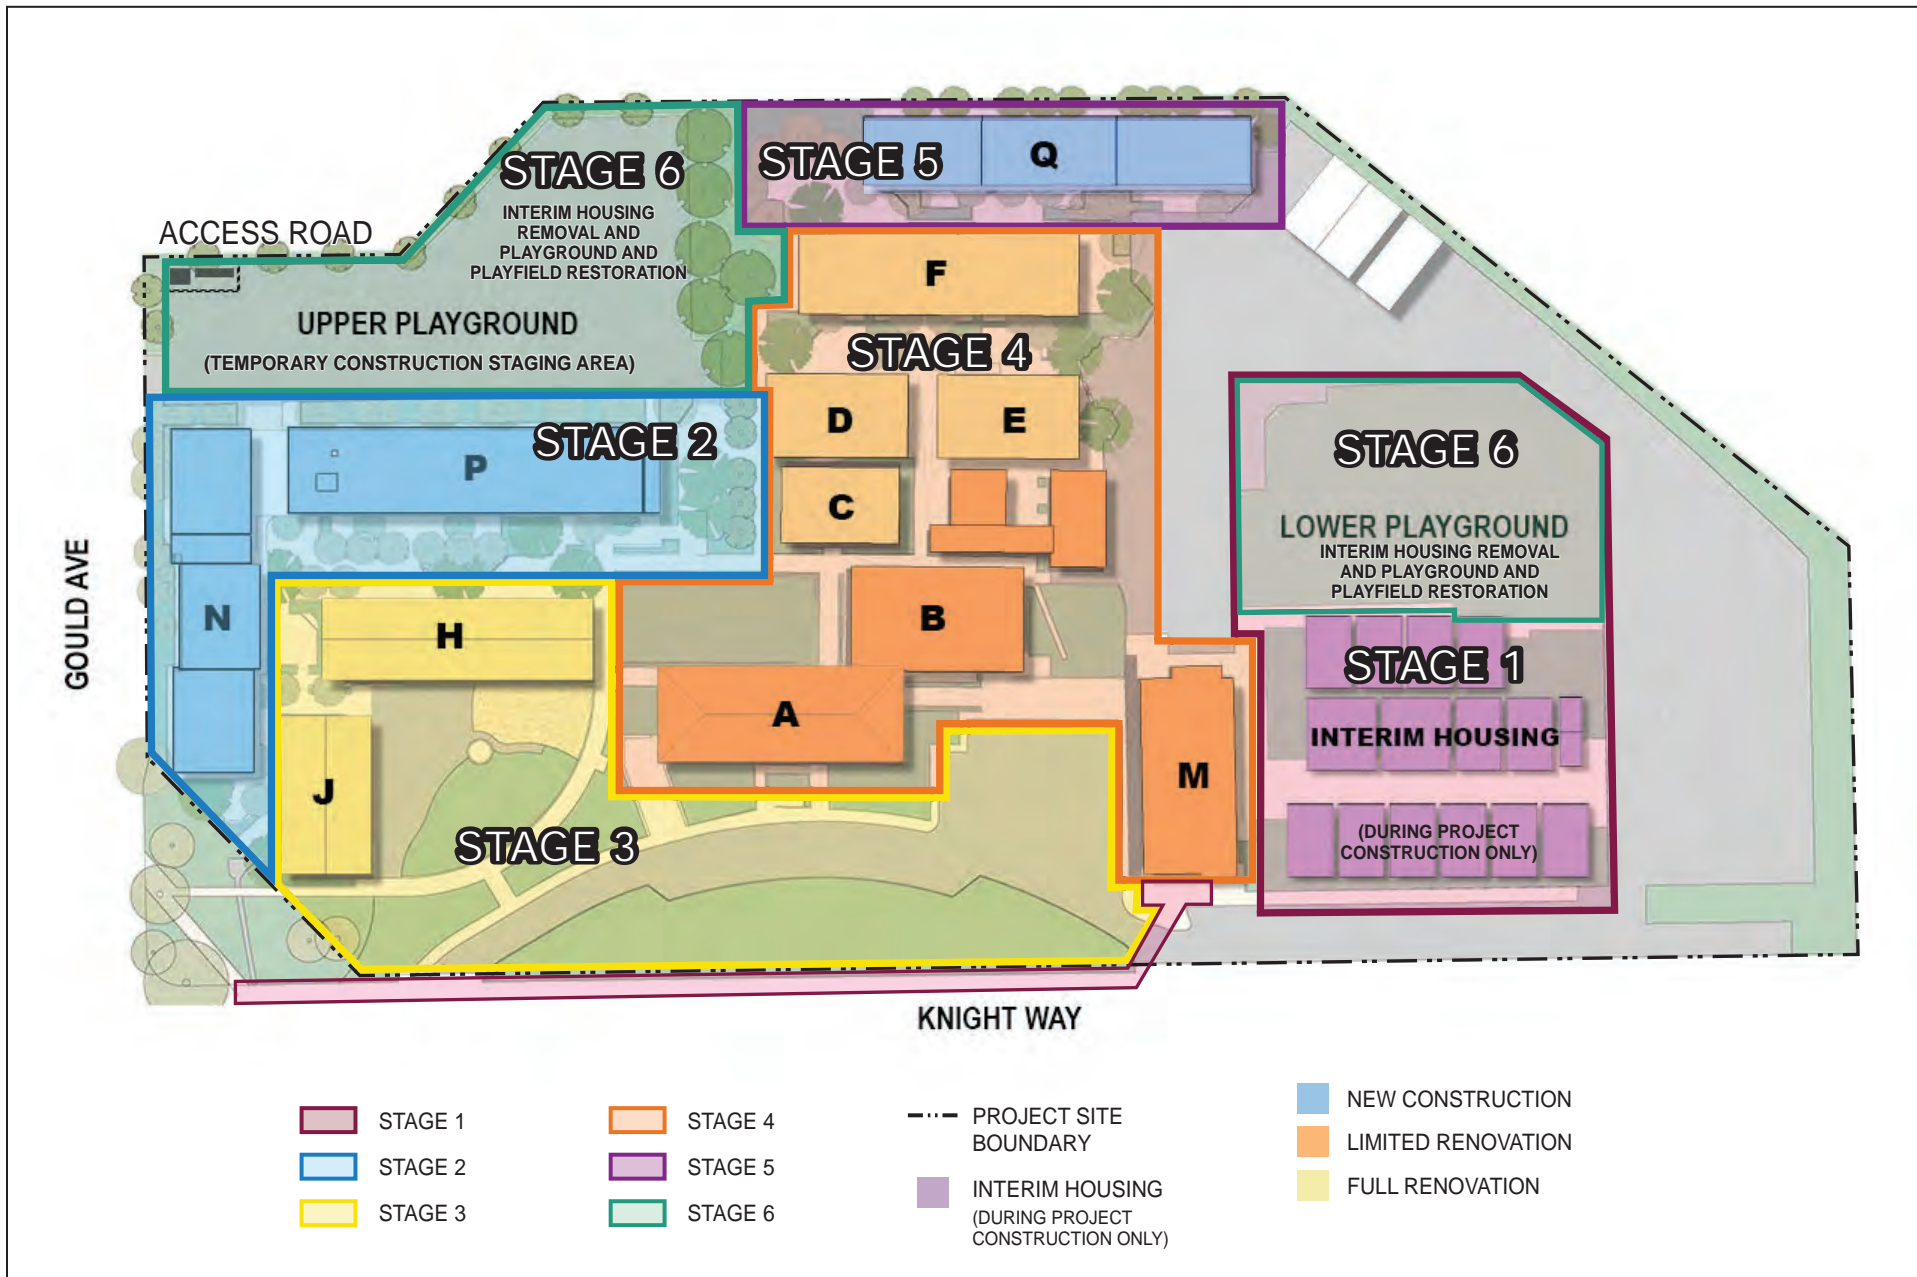 STAGE 6
INTERIM HOUSING
REMOVAL AND
PLAYGROUND AND
PLAYFIELD RESTORATION
ACCESS ROAD
UPPER PLAYGROUND
(TEMPORARY CONSTRUCTION STAGING AREA)
STAGE 5
Q
F
STAGE 4
D
E
C
STAGE 2
P
N
GOULD AVE
H
J
B
A
M
STAGE 3
STAGE 6
LOWER PLAYGROUND
INTERIM HOUSING REMOVAL
AND PLAYGROUND AND
PLAYFIELD RESTORATION
STAGE 1
INTERIM HOUSING
(DURING PROJECT
CONSTRUCTION ONLY)
KNIGHT WAY
STAGE 1
STAGE 2
STAGE 3
STAGE 4
STAGE 5
STAGE 6
PROJECT SITE
BOUNDARY
INTERIM HOUSING
(DURING PROJECT
CONSTRUCTION ONLY)
NEW CONSTRUCTION
LIMITED RENOVATION
FULL RENOVATION